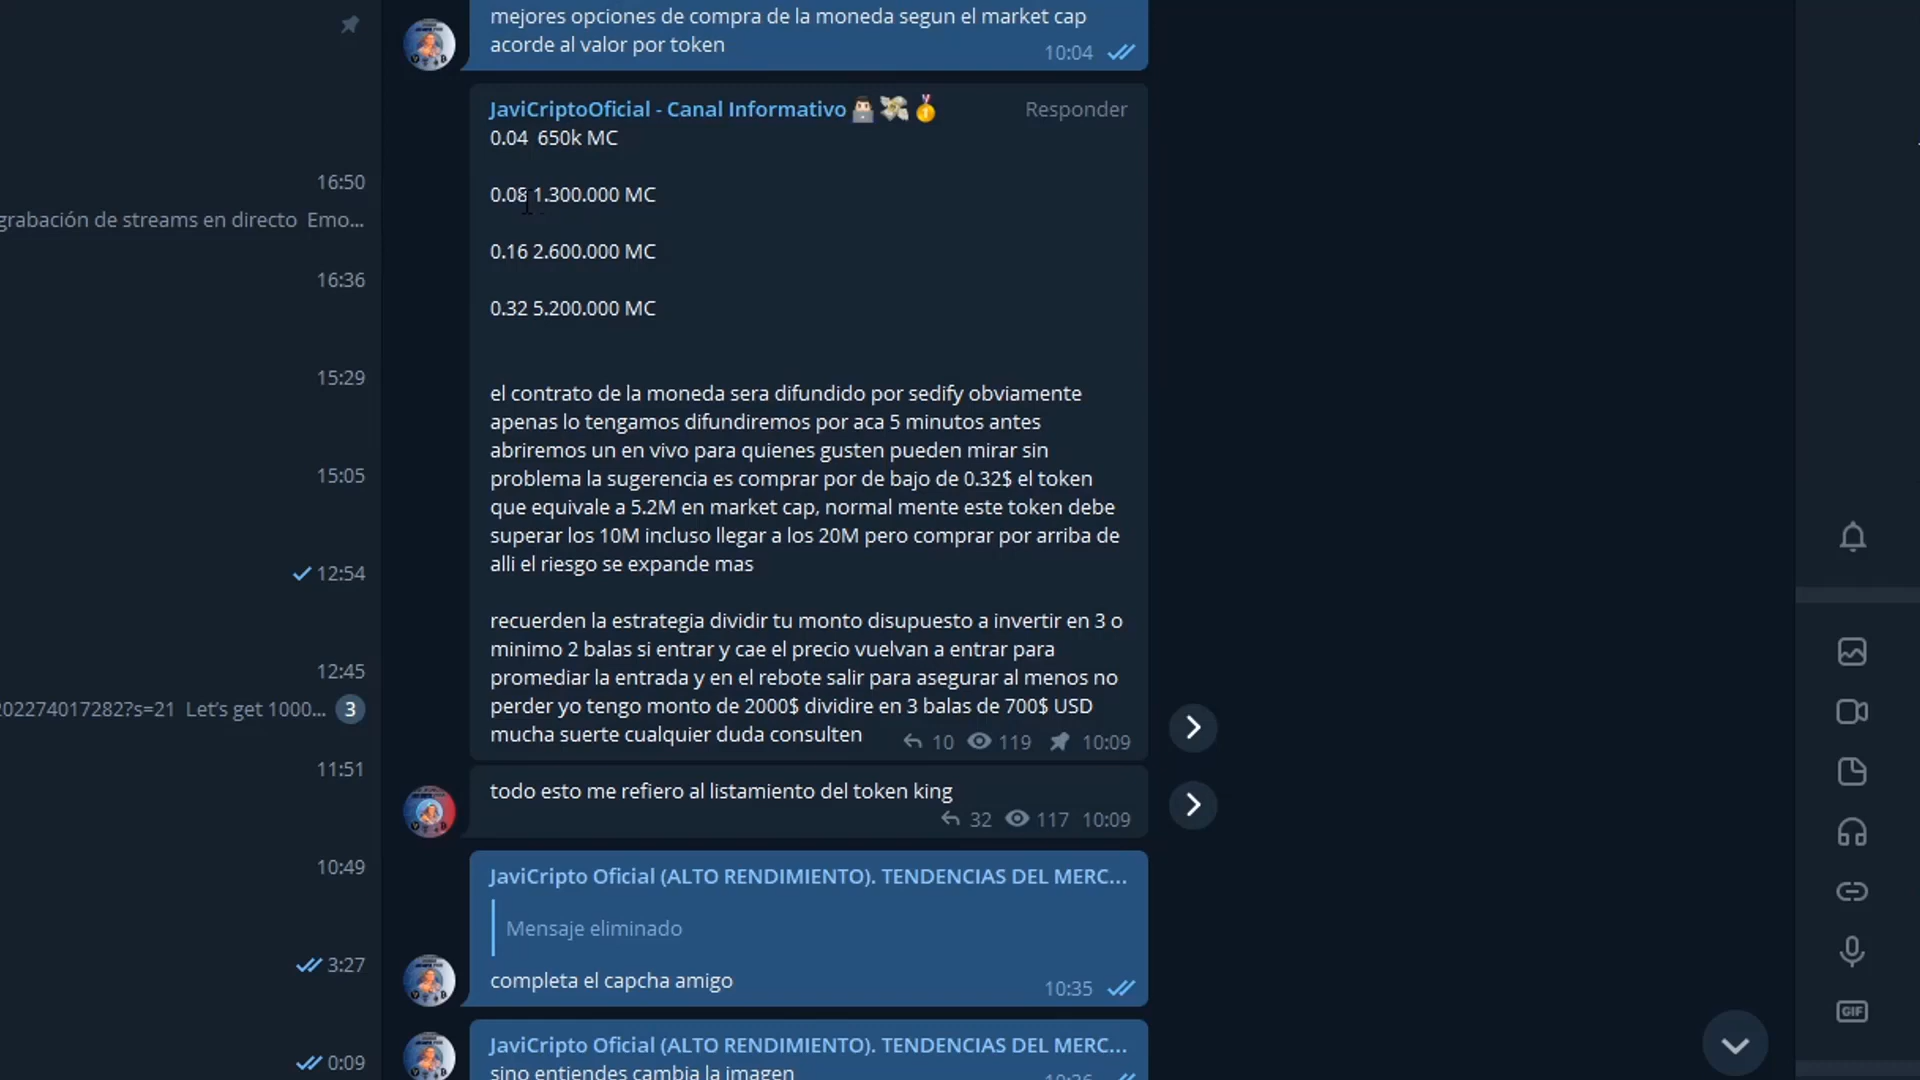 mejores opciones de compra de la moneda segun el market cap
acorde al valor por token
10:04
JaviCriptoOficial - Canal Informativo
Responder
0.04  650k MC
0.08 1.300.000 MC
0.16 2.600.000 MC
0.32 5.200.000 MC
el contrato de la moneda sera difundido por sedify obviamente
apenas lo tengamos difundiremos por aca 5 minutos antes
abriremos un en vivo para quienes gusten pueden mirar sin
problema la sugerencia es comprar por de bajo de 0.32$ el token
que equivale a 5.2M en market cap, normal mente este token debe
superar los 10M incluso llegar a los 20M pero comprar por arriba de
alli el riesgo se expande mas
recuerden la estrategia dividir tu monto disupuesto a invertir en 3 o
minimo 2 balas si entrar y cae el precio vuelvan a entrar para
promediar la entrada y en el rebote salir para asegurar al menos no
perder yo tengo monto de 2000$ dividire en 3 balas de 700$ USD
mucha suerte cualquier duda consulten
10 119 10:09
todo esto me refiero al listamiento del token king
32 117 10:09
JaviCripto Oficial (ALTO RENDIMIENTO). TENDENCIAS DEL MERC...
Mensaje eliminado
completa el capcha amigo
10:35
JaviCripto Oficial (ALTO RENDIMIENTO). TENDENCIAS DEL MERC...
sino entiendes cambia la imagen
10:36
16:50
grabación de streams en directo  Emo...
16:36
15:29
15:05
12:54
12:45
202274017282?s=21  Let's get 1000... 3
11:51
10:49
3:27
0:09
GIF